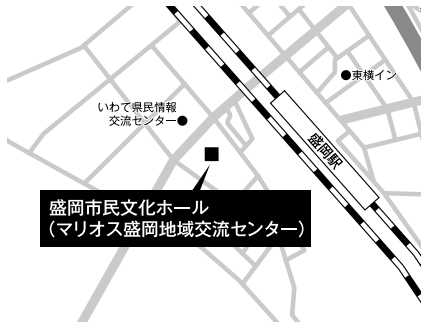 東横イン
いわて県民情報
交流センター
盛岡駅
盛岡市民文化ホール
（マリオス盛岡地域交流センター）